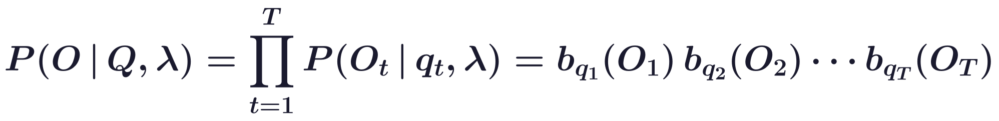 P(O | Q, λ) = ∏_{t=1}^{T} P(O_t | q_t, λ) = b_{q_1}(O_1) b_{q_2}(O_2) ⋯ b_{q_T}(O_T)